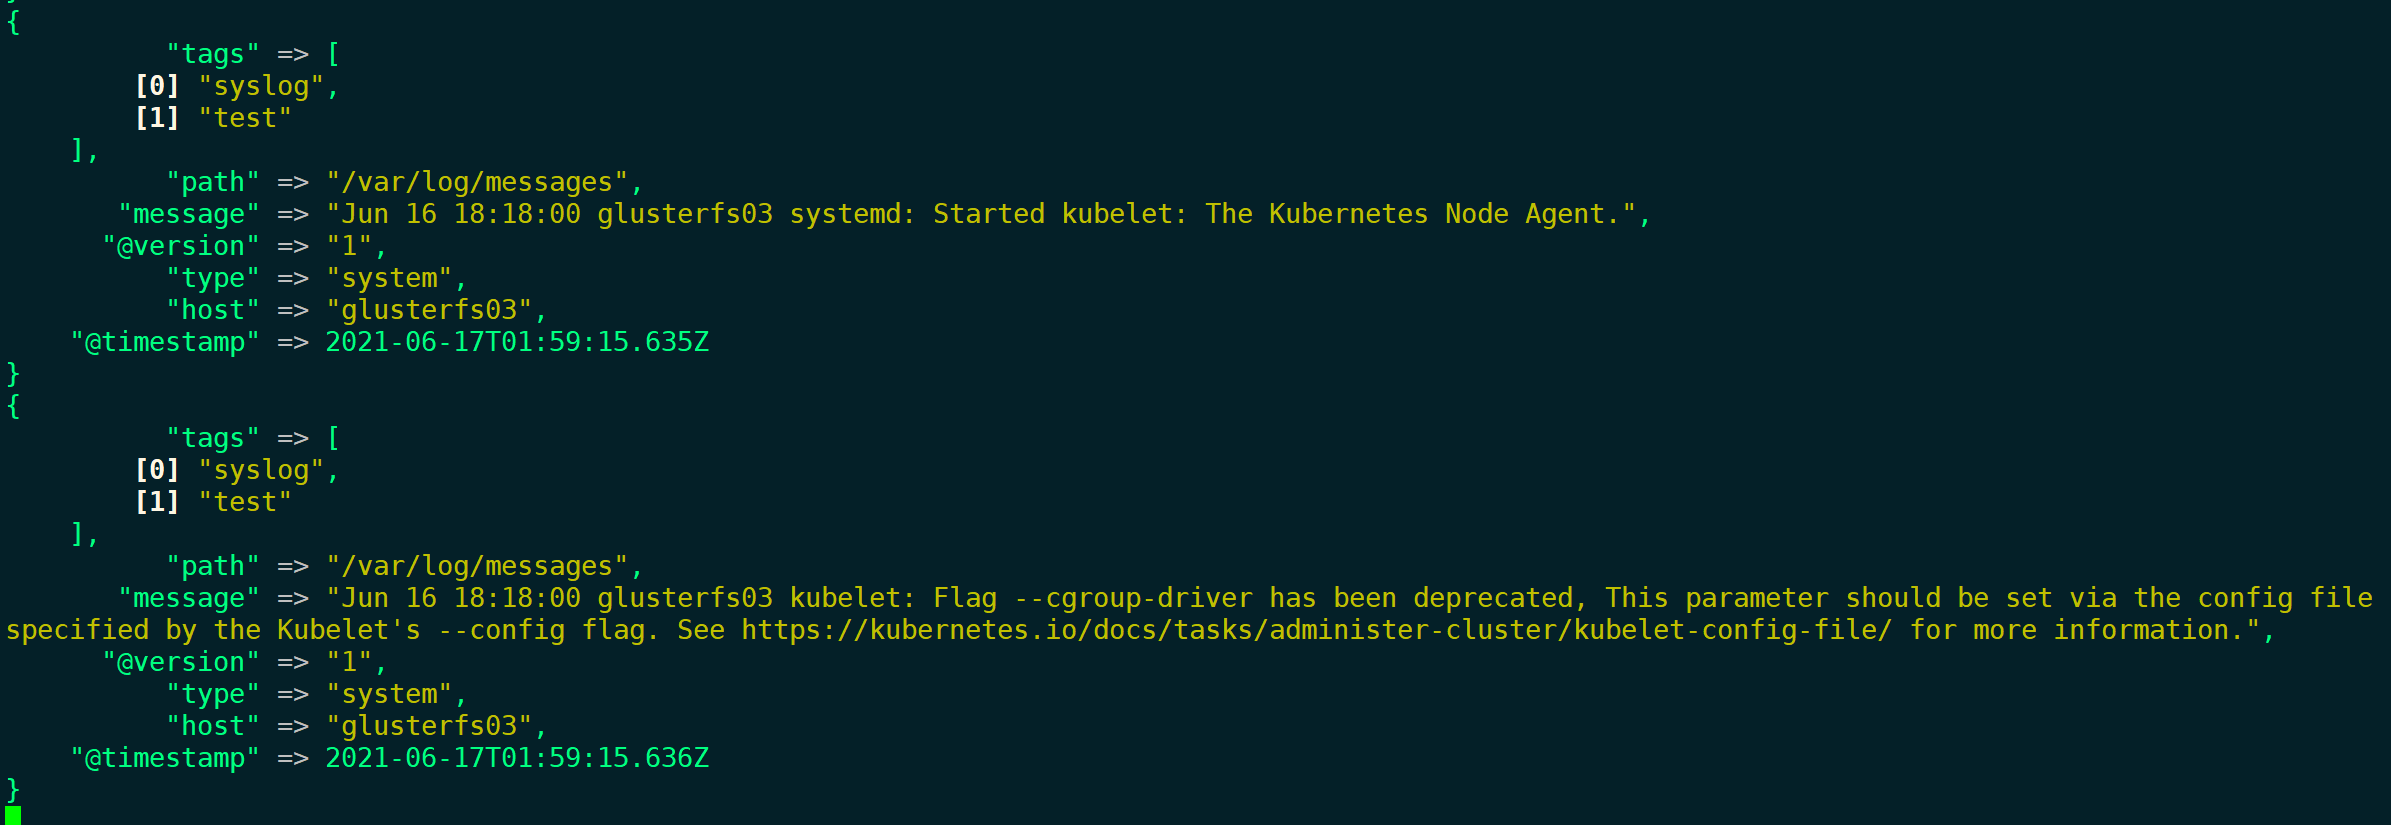 {
          "tags" => [
        [0] "syslog",
        [1] "test"
    ],
          "path" => "/var/log/messages",
       "message" => "Jun 16 18:18:00 glusterfs03 systemd: Started kubelet: The Kubernetes Node Agent.",
      "@version" => "1",
          "type" => "system",
          "host" => "glusterfs03",
    "@timestamp" => 2021-06-17T01:59:15.635Z
}
{
          "tags" => [
        [0] "syslog",
        [1] "test"
    ],
          "path" => "/var/log/messages",
       "message" => "Jun 16 18:18:00 glusterfs03 kubelet: Flag --cgroup-driver has been deprecated, This parameter should be set via the config file
specified by the Kubelet's --config flag. See https://kubernetes.io/docs/tasks/administer-cluster/kubelet-config-file/ for more information.",
      "@version" => "1",
          "type" => "system",
          "host" => "glusterfs03",
    "@timestamp" => 2021-06-17T01:59:15.636Z
}